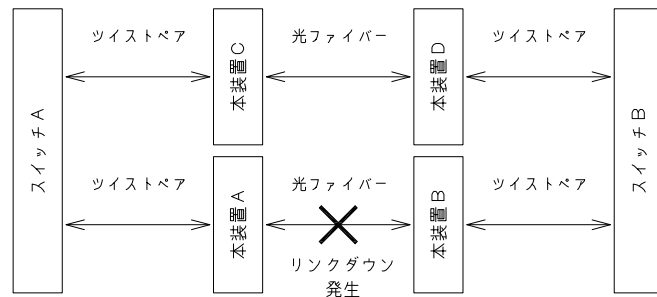 ツイストペア
光ファイバー
ツイストペア
スイッチA
本装置C
本装置D
スイッチB
ツイストペア
光ファイバー
ツイストペア
本装置A
本装置B
リンクダウン
発生